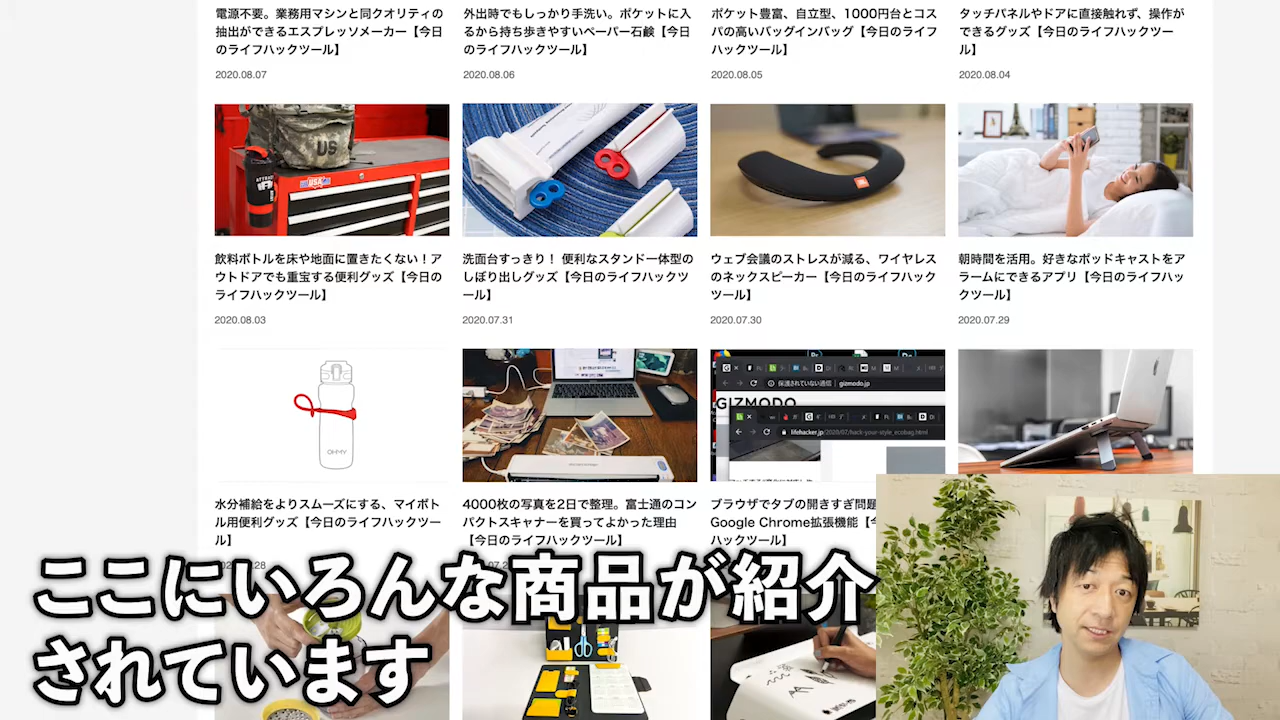 電源不要。業務用マシンと同クオリティの
抽出ができるエスプレッソメーカー【今日
のライフハックツール】
2020.08.07
外出時でもしっかり手洗い。ポケットに入
るから持ち歩きやすいペーパー石鹸【今日
のライフハックツール】
2020.08.06
ポケット豊富、自立型、1000円台とコス
パの高いバッグインバッグ【今日のライフ
ハックツール】
2020.08.05
タッチパネルやドアに直接触れず、操作が
できるグッズ【今日のライフハックツー
ル】
2020.08.04
US
USA
飲料ボトルを床や地面に置きたくない！ア
ウトドアでも重宝する便利グッズ【今日の
ライフハックツール】
2020.08.03
洗面台すっきり！ 便利なスタンド一体型の
しぼり出しグッズ【今日のライフハックツ
ール】
2020.07.31
ウェブ会議のストレスが減る、ワイヤレス
のネックスピーカー【今日のライフハック
ツール】
2020.07.30
朝時間を活用。好きなポッドキャストをア
ラームにできるアプリ【今日のライフハッ
クツール】
2020.07.29
OHMY
水分補給をよりスムーズにする、マイボト
ル用便利グッズ【今日のライフハックツー
ル】
4000枚の写真を2日で整理。富士通のコン
パクトスキャナーを買ってよかった理由
【今日のライフハックツール】
保護されていない通信 | gizmodo.jp
GIZMODO
lifehacker.jp/2020/07/hack-your-style_ecobag.html
ブラウザでタブの開きすぎ問題
Google Chrome拡張機能【今
ハックツール】
ここにいろんな商品が紹介
されています